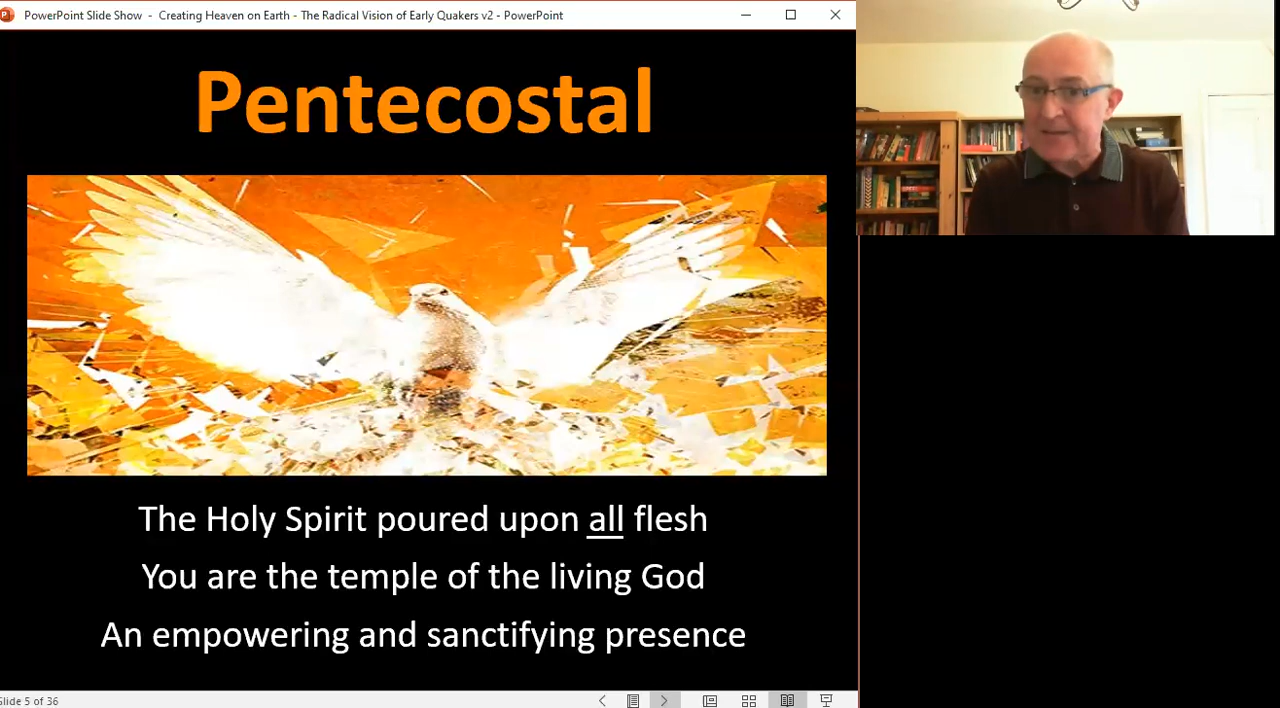 PowerPoint Slide Show - Creating Heaven on Earth - The Radical Vision of Early Quakers v2 - PowerPoint
Pentecostal
The Holy Spirit poured upon all flesh
You are the temple of the living God
An empowering and sanctifying presence
Slide 5 of 36